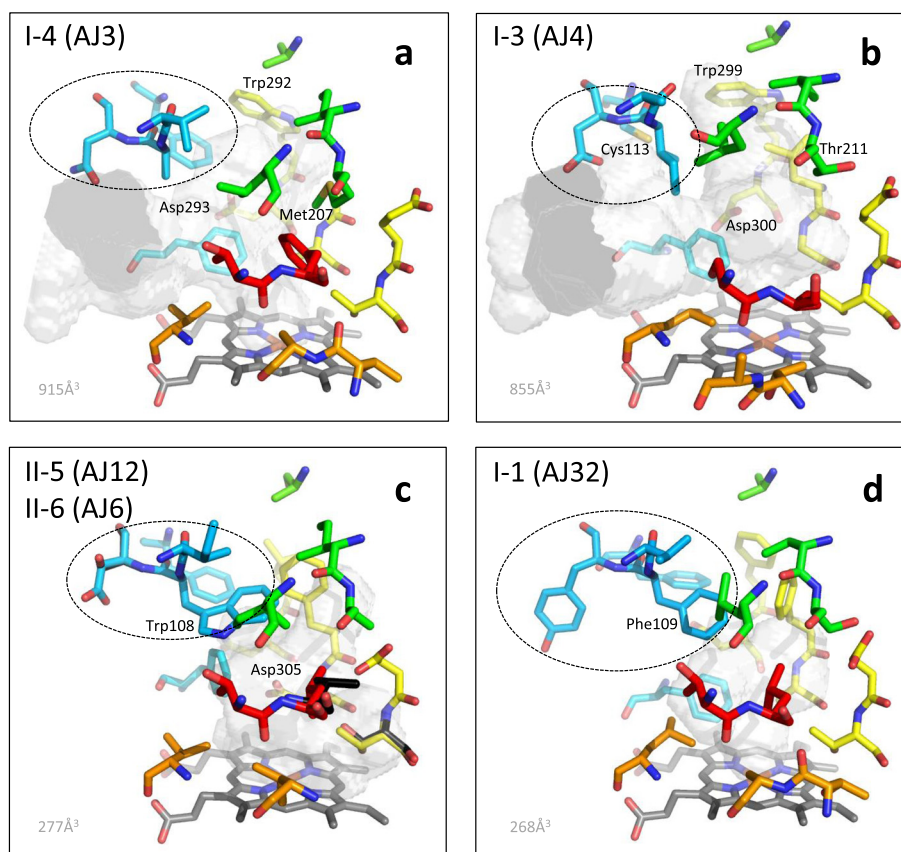 I-4 (AJ3)
a
Trp292
Asp293
Met207
915Å³
I-3 (AJ4)
b
Trp299
Cys113
Thr211
Asp300
855Å³
II-5 (AJ12)
II-6 (AJ6)
c
Trp108
Asp305
277Å³
I-1 (AJ32)
d
Phe109
268Å³